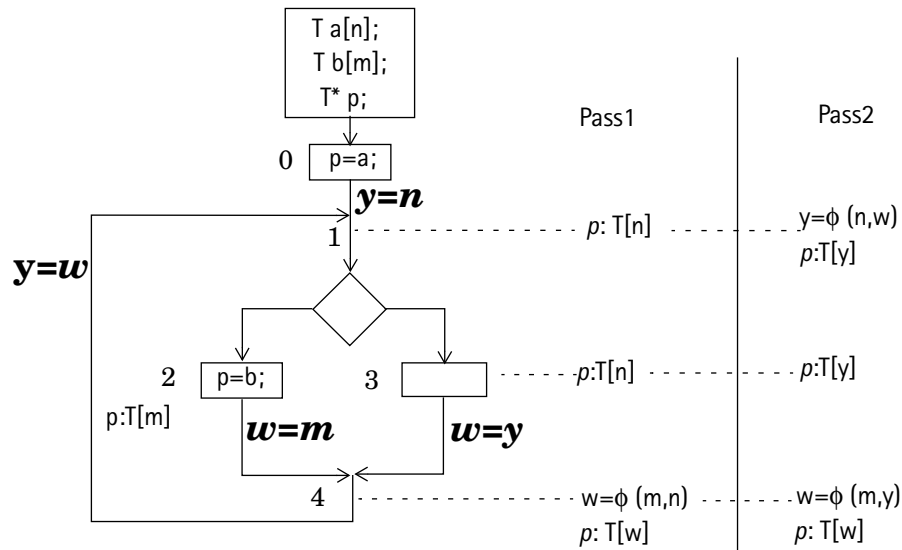 T a[n];
T b[m];
T* p;
Pass1
Pass2
0
p=a;
y=n
1
p: T[n]
y=ϕ (n,w)
p:T[y]
y=w
2
p=b;
3
p:T[n]
p:T[y]
p:T[m]
w=m
w=y
4
w=ϕ (m,n)
w=ϕ (m,y)
p: T[w]
p: T[w]